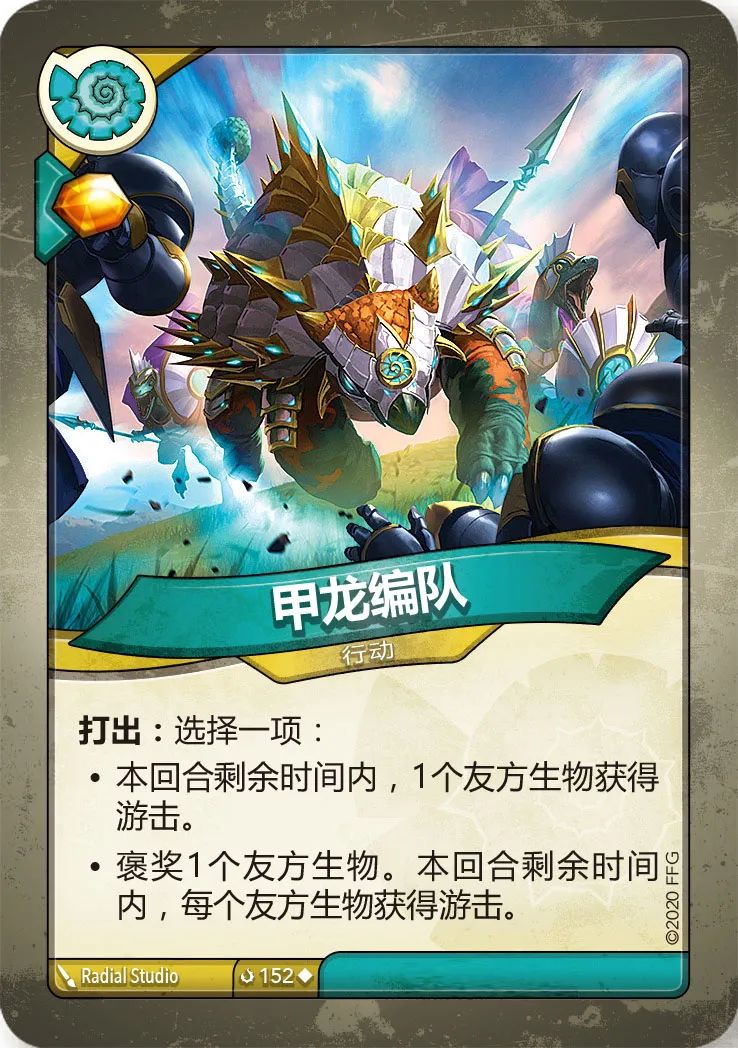 甲龙编队
行动
打出：选择一项：
• 本回合剩余时间内，1个友方生物获得
游击。
• 褒奖1个友方生物。本回合剩余时间
内，每个友方生物获得游击。
©2020 FFG
Radial Studio
152